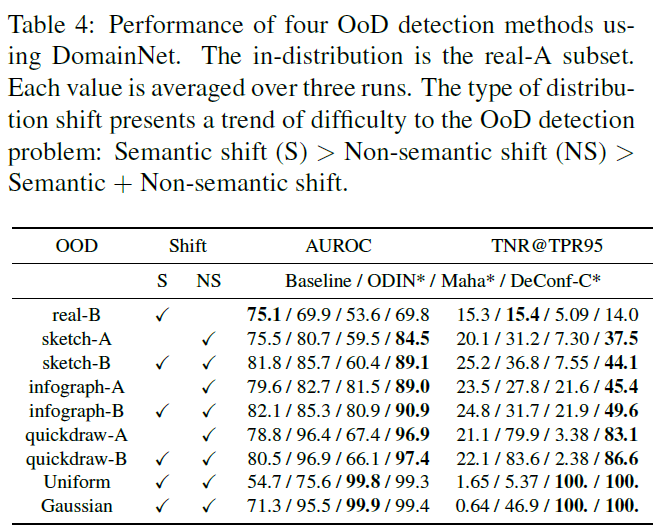 Table 4: Performance of four OoD detection methods us-
ing DomainNet. The in-distribution is the real-A subset.
Each value is averaged over three runs. The type of distribu-
tion shift presents a trend of difficulty to the OoD detection
problem: Semantic shift (S) > Non-semantic shift (NS) >
Semantic + Non-semantic shift.
OOD Shift AUROC TNR@TPR95
S NS Baseline / ODIN* / Maha* / DeConf-C*
real-B ✓ 75.1 / 69.9 / 53.6 / 69.8 15.3 / 15.4 / 5.09 / 14.0
sketch-A ✓ 75.5 / 80.7 / 59.5 / 84.5 20.1 / 31.2 / 7.30 / 37.5
sketch-B ✓ ✓ 81.8 / 85.7 / 60.4 / 89.1 25.2 / 36.8 / 7.55 / 44.1
infograph-A ✓ 79.6 / 82.7 / 81.5 / 89.0 23.5 / 27.8 / 21.6 / 45.4
infograph-B ✓ ✓ 82.1 / 85.3 / 80.9 / 90.9 24.8 / 31.7 / 21.9 / 49.6
quickdraw-A ✓ 78.8 / 96.4 / 67.4 / 96.9 21.1 / 79.9 / 3.38 / 83.1
quickdraw-B ✓ ✓ 80.5 / 96.9 / 66.1 / 97.4 22.1 / 83.6 / 2.38 / 86.6
Uniform ✓ ✓ 54.7 / 75.6 / 99.8 / 99.3 1.65 / 5.37 / 100. / 100.
Gaussian ✓ ✓ 71.3 / 95.5 / 99.9 / 99.4 0.64 / 46.9 / 100. / 100.